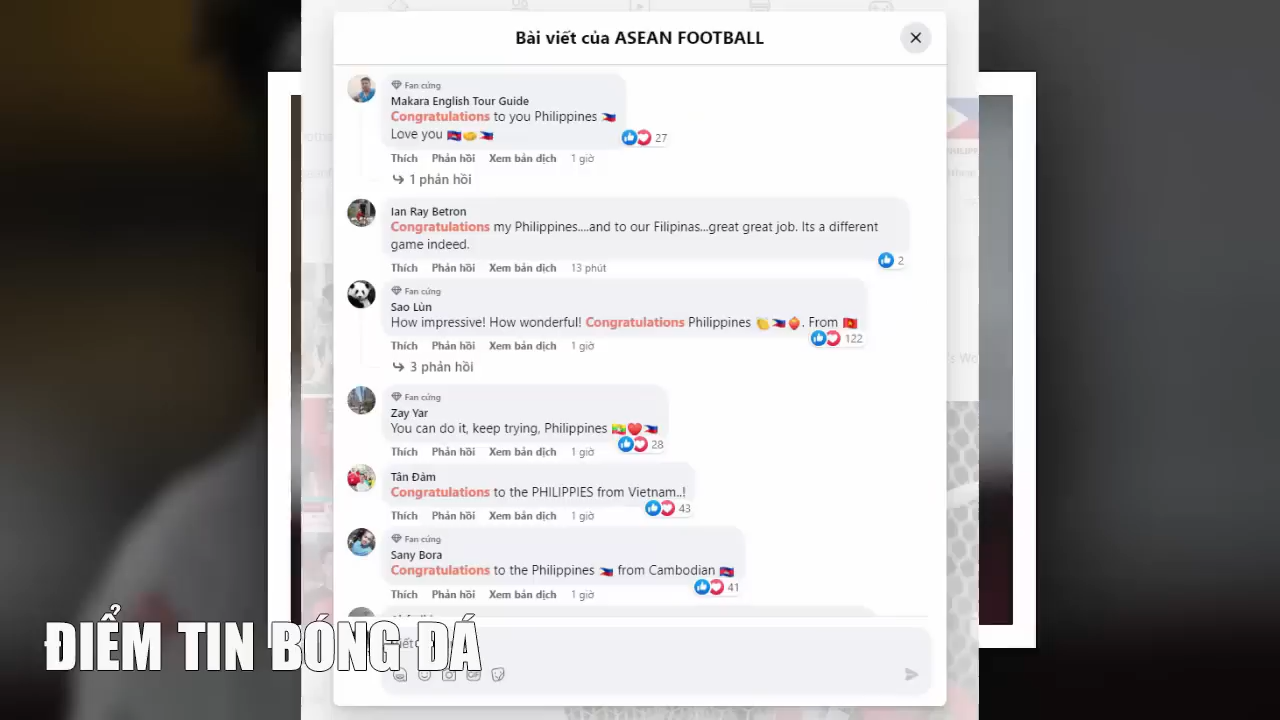 Bài viết của ASEAN FOOTBALL
Fan cứng
Makara English Tour Guide
Congratulations to you Philippines 🇵🇭
Love you 🇰🇭🤝🇵🇭
27
Thích Phản hồi Xem bản dịch 1 giờ
1 phản hồi
Ian Ray Betron
Congratulations my Philippines....and to our Filipinas...great great job. Its a different
game indeed.
2
Thích Phản hồi Xem bản dịch 13 phút
Fan cứng
Sao Lùn
How impressive! How wonderful! Congratulations Philippines 👏🇵🇭. From 🇻🇳
122
Thích Phản hồi Xem bản dịch 1 giờ
3 phản hồi
Fan cứng
Zay Yar
You can do it, keep trying, Philippines 🇲🇲❤️🇵🇭
28
Thích Phản hồi Xem bản dịch 1 giờ
Tân Đàm
Congratulations to the PHILIPPIES from Vietnam..!
43
Thích Phản hồi Xem bản dịch 1 giờ
Fan cứng
Sany Bora
Congratulations to the Philippines 🇵🇭 from Cambodian 🇰🇭
41
Thích Phản hồi Xem bản dịch 1 giờ
ĐIỂM TIN BÓNG ĐÁ